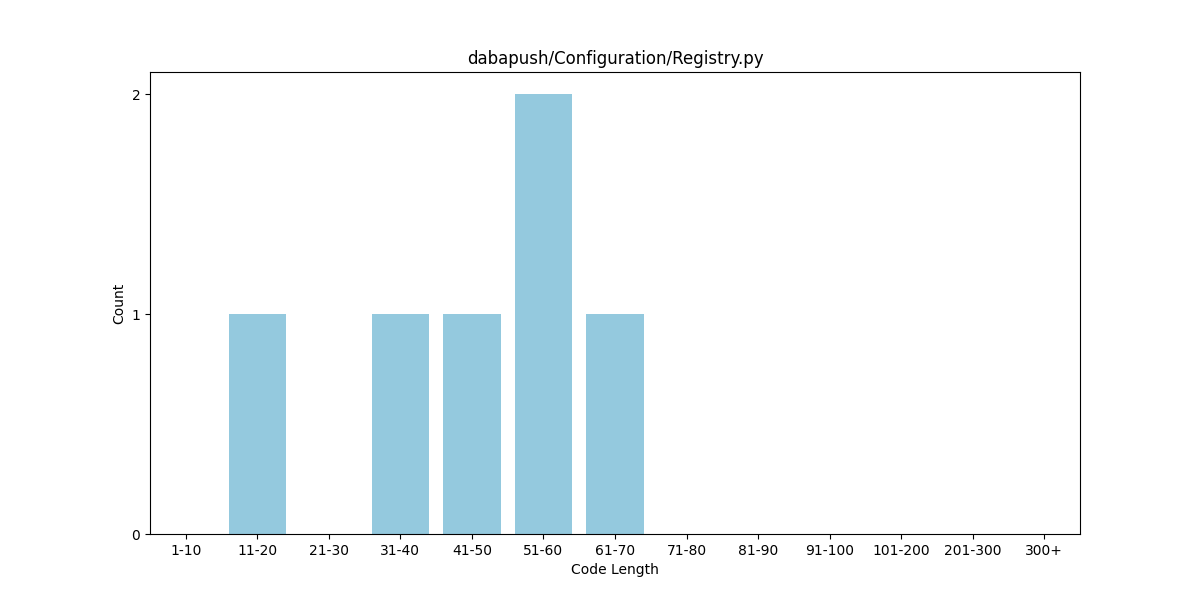 dabapush/Configuration/Registry.py
Count
2
1
0
1-10 11-20 21-30 31-40 41-50 51-60 61-70 71-80 81-90 91-100 101-200 201-300 300+
Code Length